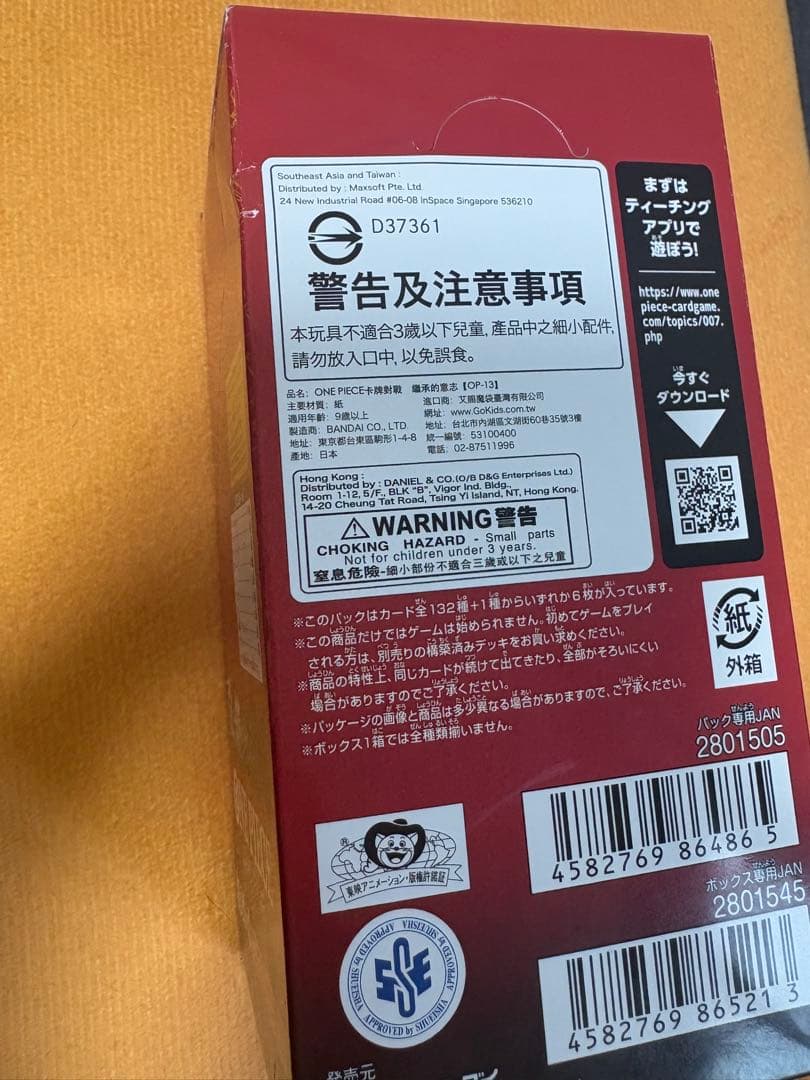 Southeast Asia and Taiwan :
Distributed by : Maxsoft Pte. Ltd.
24 New Industrial Road #06-08 InSpace Singapore 536210
D37361
警告及注意事項
本玩具不適合3歲以下兒童, 產品中之細小配件,
請勿放入口中, 以免誤食。
品名: ONE PIECE卡牌對戰 繼承的意志【OP-13】
主要材質: 紙
適用年齡: 9歲以上
製造商: BANDAI CO., LTD.
地址: 東京都台東區駒形1-4-8
產地: 日本
進口商: 艾賜魔袋臺灣有限公司
網址: www.GoKids.com.tw
地址: 台北市內湖區文湖街60巷35號3樓
統一編號: 53100400
電話: 02-87511996
Hong Kong :
Distributed by : DANIEL & CO.(O/B D&G Enterprises Ltd.)
Room 1-12, 5/F., BLK "B", Vigor Ind. Bldg.,
14-20 Cheung Tat Road, Tsing Yi Island, NT, Hong Kong.
WARNING 警告
CHOKING HAZARD - Small parts
Not for children under 3 years.
窒息危險-細小部份不適合三歲或以下之兒童
まずは
ティーチング
アプリで
遊ぼう!
https://www.one
piece-cardgame.
com/topics/007.
php
今すぐ
ダウンロード
紙
外箱
※このパックはカード全132種+1種からいずれか6枚が入っています。
※この商品だけではゲームは始められません。初めてゲームをプレイ
される方は、別売りの構築済みデッキをお買い求めください。
※商品の特性上、同じカードが続けて出てきたり、全部がそろいにくい
場合がありますのでご了承ください。
※パッケージの画像と商品は多少異なる場合がありますので、ご了承ください。
※ボックス1箱では全種類揃いません。
パック専用JAN
2801505
4582769 86486 5
ボックス専用JAN
2801545
4582769 86521 3
®
東映アニメーション・版権許諾証
APPROVED by SHUEISHA
APPROVED by SHUEISHA
APPROVED by SHUEISHA
発売元